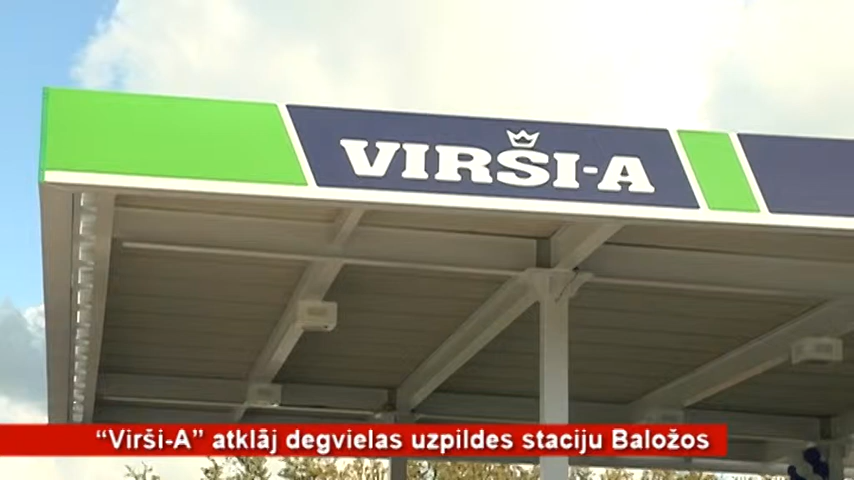 VIRŠI-A
“Virši-A” atklāj degvielas uzpildes staciju Baložos